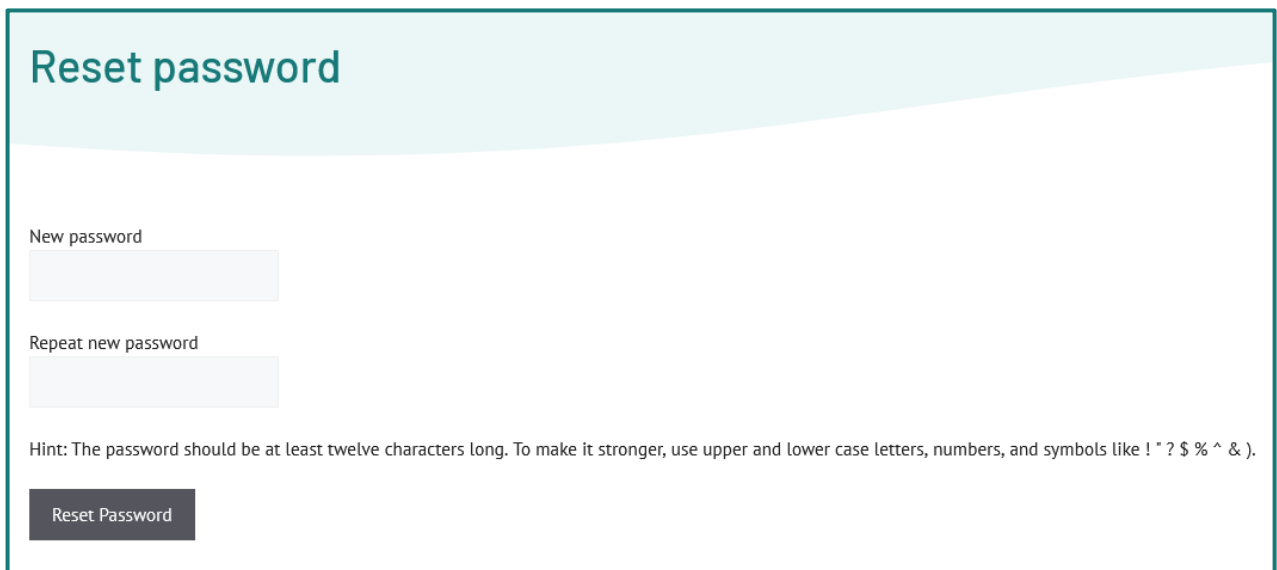 Reset password
New password
Repeat new password
Hint: The password should be at least twelve characters long. To make it stronger, use upper and lower case letters, numbers, and symbols like ! " ? $ % ^ & ).
Reset Password